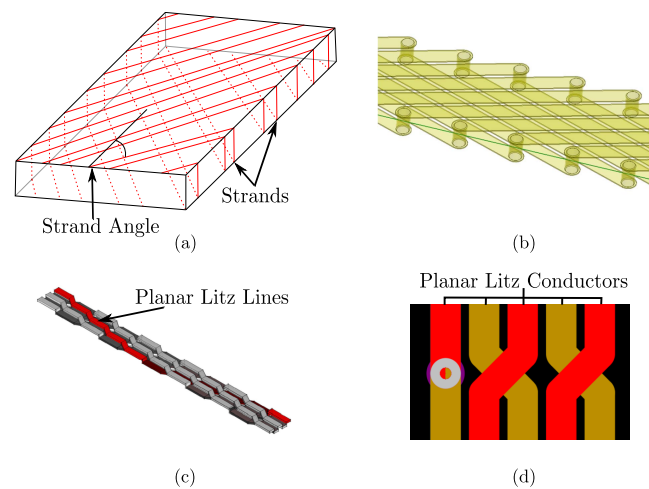 Strands
Strand Angle
(a)
(b)
Planar Litz Lines
Planar Litz Conductors
(c)
(d)